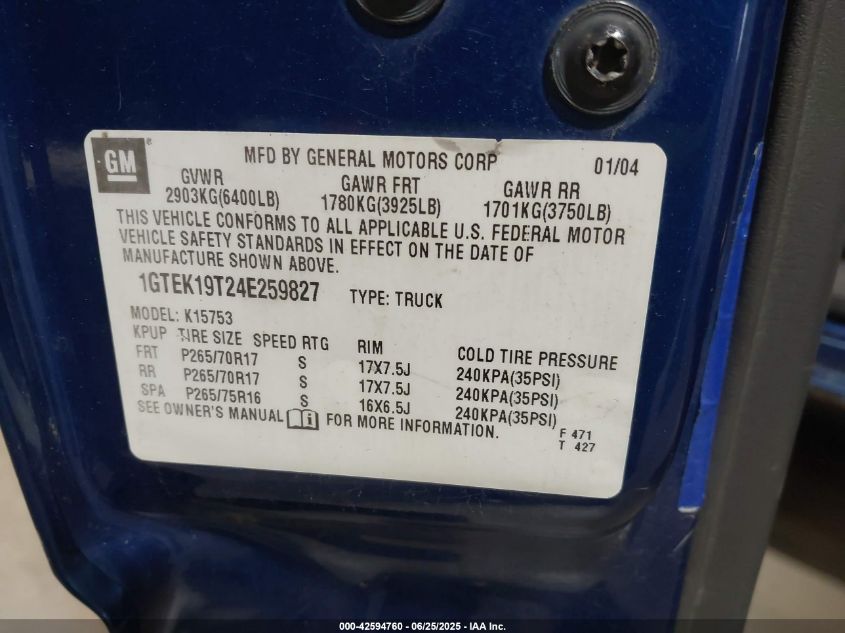 GM ®
MFD BY GENERAL MOTORS CORP 01/04
GVWR GAWR FRT GAWR RR
2903KG(6400LB) 1780KG(3925LB) 1701KG(3750LB)
THIS VEHICLE CONFORMS TO ALL APPLICABLE U.S. FEDERAL MOTOR
VEHICLE SAFETY STANDARDS IN EFFECT ON THE DATE OF
MANUFACTURE SHOWN ABOVE.
1GTEK19T24E259827 TYPE: TRUCK
MODEL: K15753
KPUP TIRE SIZE SPEED RTG RIM COLD TIRE PRESSURE
FRT P265/70R17 S 17X7.5J 240KPA(35PSI)
RR P265/70R17 S 17X7.5J 240KPA(35PSI)
SPA P265/75R16 S 16X6.5J 240KPA(35PSI)
SEE OWNER'S MANUAL i FOR MORE INFORMATION.
F 471
T 427
000-42594760 - 06/25/2025 - IAA Inc.